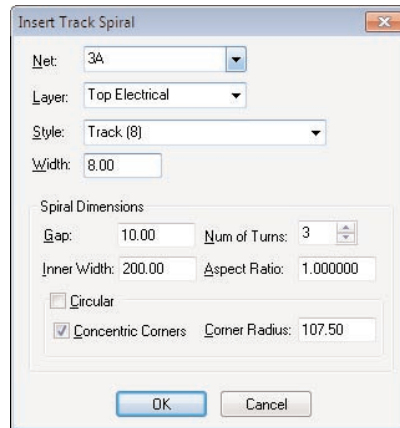 Insert Track Spiral
Net: 3A
Layer: Top Electrical
Style: Track (8)
Width: 8.00
Spiral Dimensions
Gap: 10.00 Num of Turns: 3
Inner Width: 200.00 Aspect Ratio: 1.000000
Circular
Concentric Corners Corner Radius: 107.50
OK Cancel